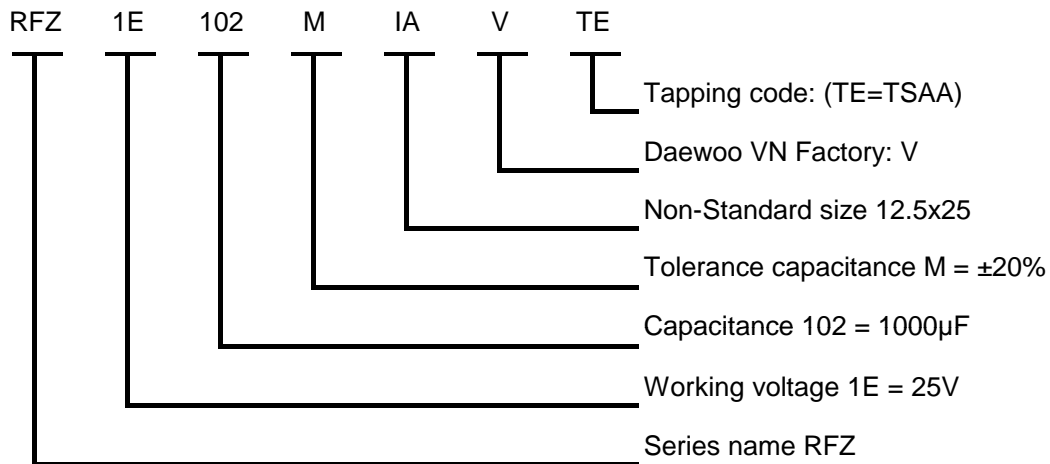 RFZ 1E 102 M IA V TE
Tapping code: (TE=TSAA)
Daewoo VN Factory: V
Non-Standard size 12.5x25
Tolerance capacitance M = ±20%
Capacitance 102 = 1000µF
Working voltage 1E = 25V
Series name RFZ